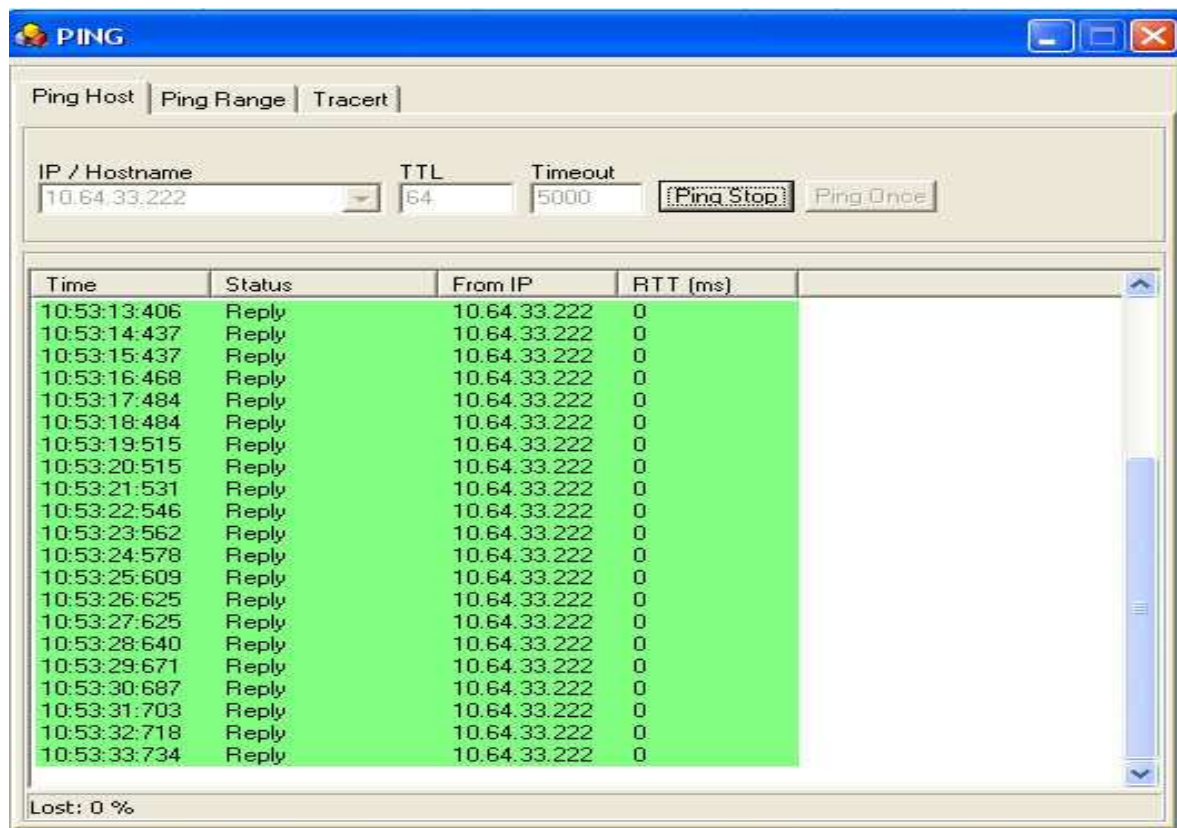 PING
Ping Host Ping Range Tracert
IP / Hostname TTL Timeout
10.64.33.222 64 5000 Ping Stop Ping Once
Time Status From IP RTT (ms)
10:53:13:406 Reply 10.64.33.222 0
10:53:14:437 Reply 10.64.33.222 0
10:53:15:437 Reply 10.64.33.222 0
10:53:16:468 Reply 10.64.33.222 0
10:53:17:484 Reply 10.64.33.222 0
10:53:18:484 Reply 10.64.33.222 0
10:53:19:515 Reply 10.64.33.222 0
10:53:20:515 Reply 10.64.33.222 0
10:53:21:531 Reply 10.64.33.222 0
10:53:22:546 Reply 10.64.33.222 0
10:53:23:562 Reply 10.64.33.222 0
10:53:24:578 Reply 10.64.33.222 0
10:53:25:609 Reply 10.64.33.222 0
10:53:26:625 Reply 10.64.33.222 0
10:53:27:625 Reply 10.64.33.222 0
10:53:28:640 Reply 10.64.33.222 0
10:53:29:671 Reply 10.64.33.222 0
10:53:30:687 Reply 10.64.33.222 0
10:53:31:703 Reply 10.64.33.222 0
10:53:32:718 Reply 10.64.33.222 0
10:53:33:734 Reply 10.64.33.222 0
Lost: 0 %